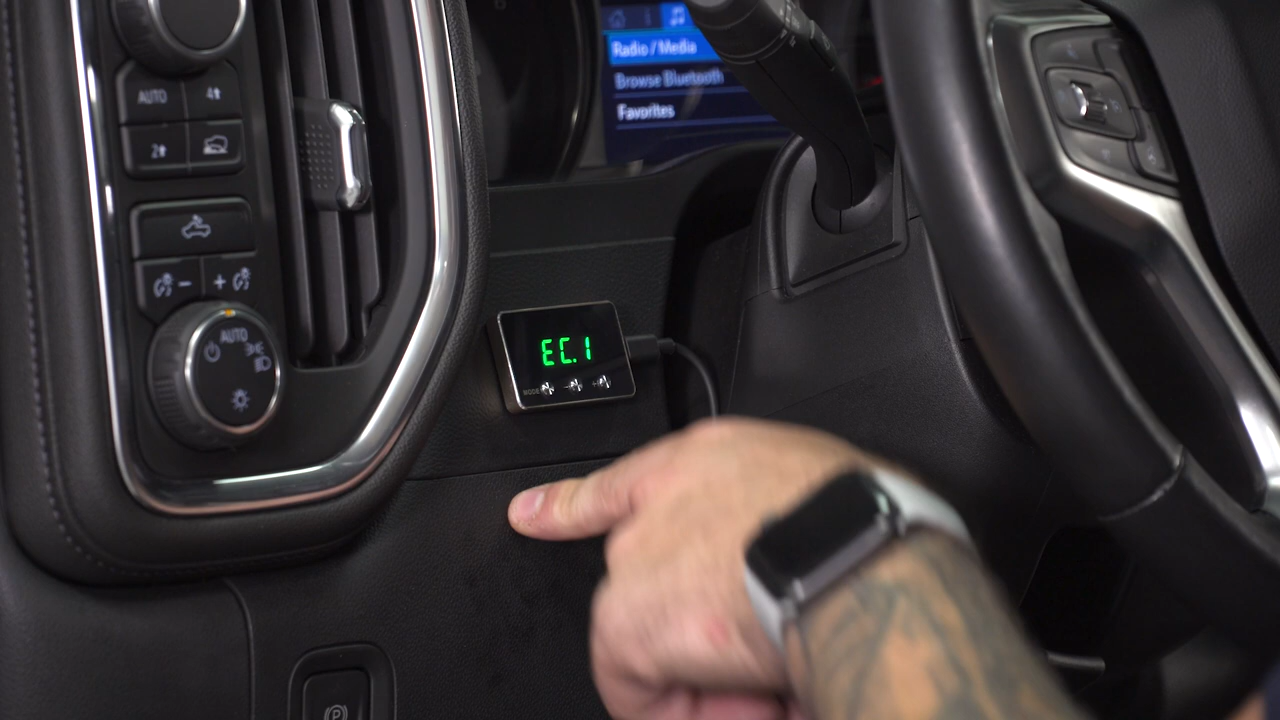 Radio / Media
Browse Bluetooth
Favorites
AUTO
4
2
AUTO
EC.1
MODE
P